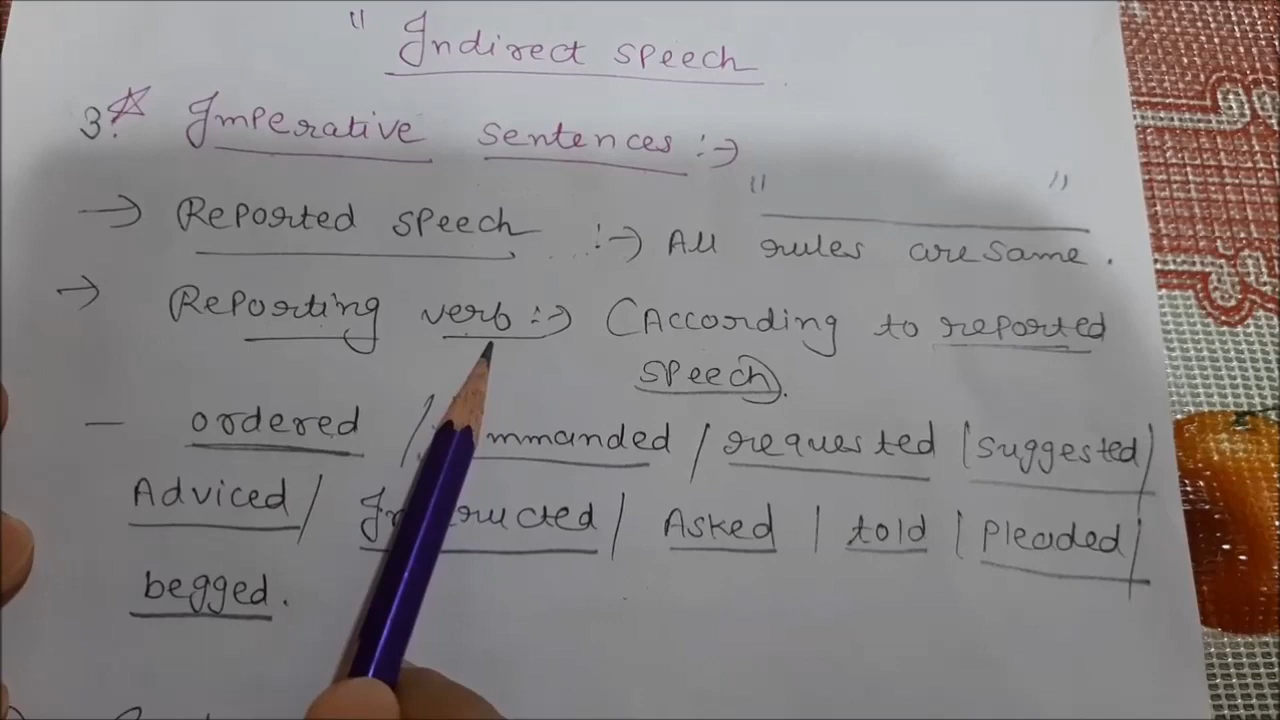 " Indirect speech
3.☆ Imperative sentences :→
" "
→ Reported speech ... :→ All rules are same.
→ Reporting verb :→ (According to reported
speech).
- ordered / mmanded / requested / suggested /
Adviced / Instructed / Asked / told / Pleaded /
begged.